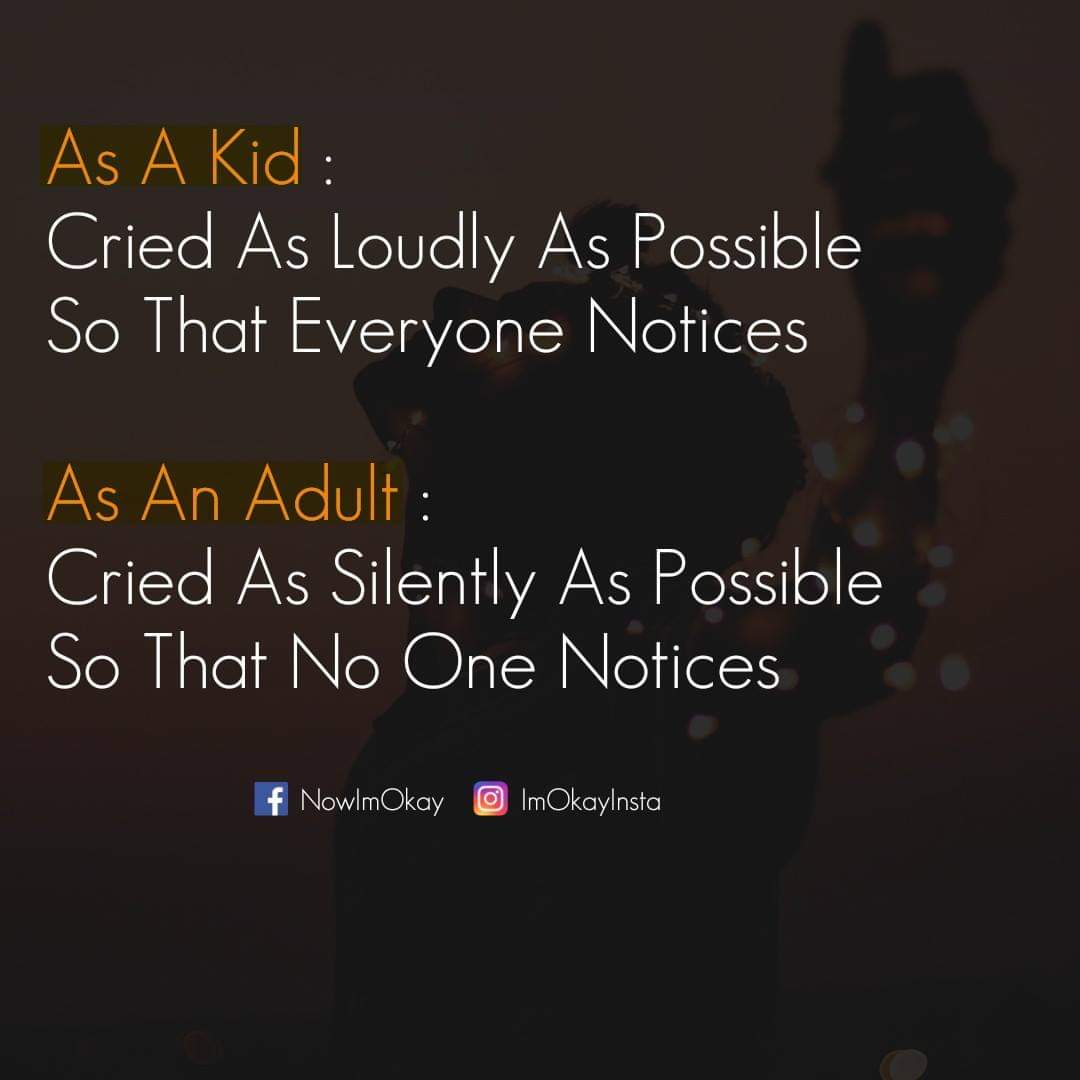 As A Kid :
Cried As Loudly As Possible
So That Everyone Notices
As An Adult :
Cried As Silently As Possible
So That No One Notices
NowImOkay ImOkayInsta